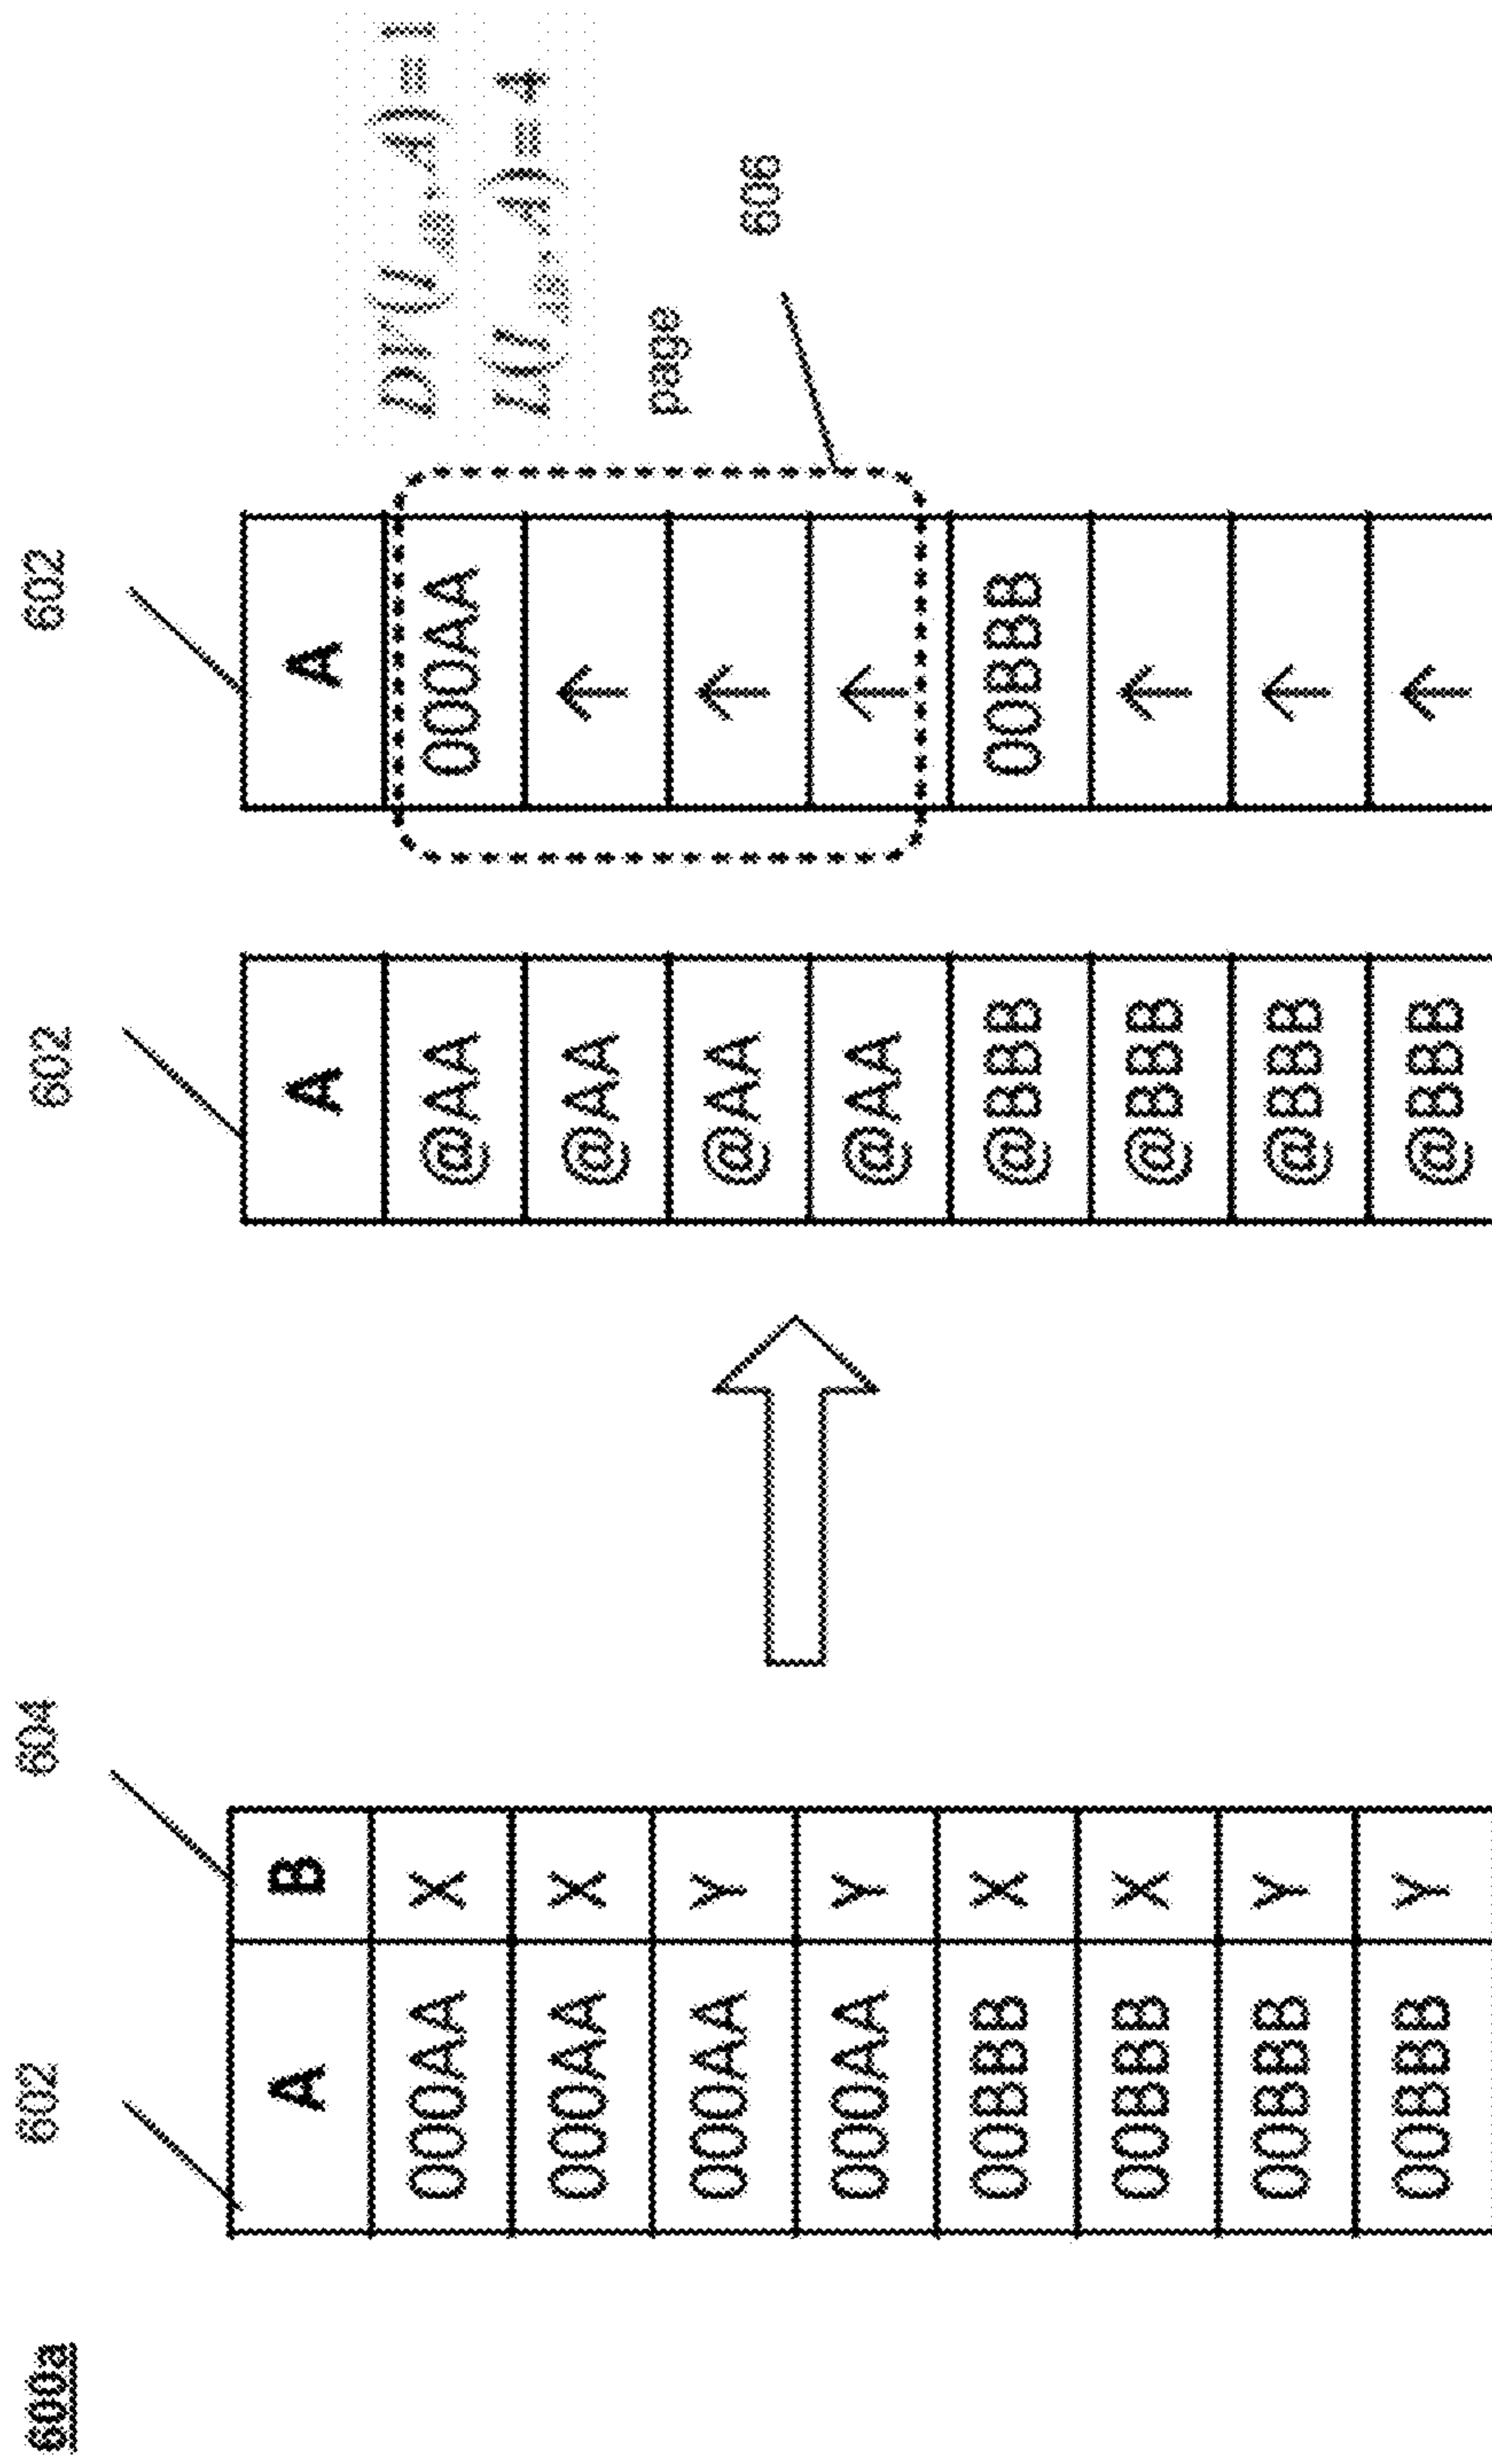 600a
602
604
602
602
A B
000AA X
000AA X
000AA Y
000AA Y
00BBB X
00BBB X
00BBB Y
00BBB Y
A
@AA
@AA
@AA
@AA
@BBB
@BBB
@BBB
@BBB
A
000AA
↑
↑
↑
00BBB
↑
↑
↑
page
606